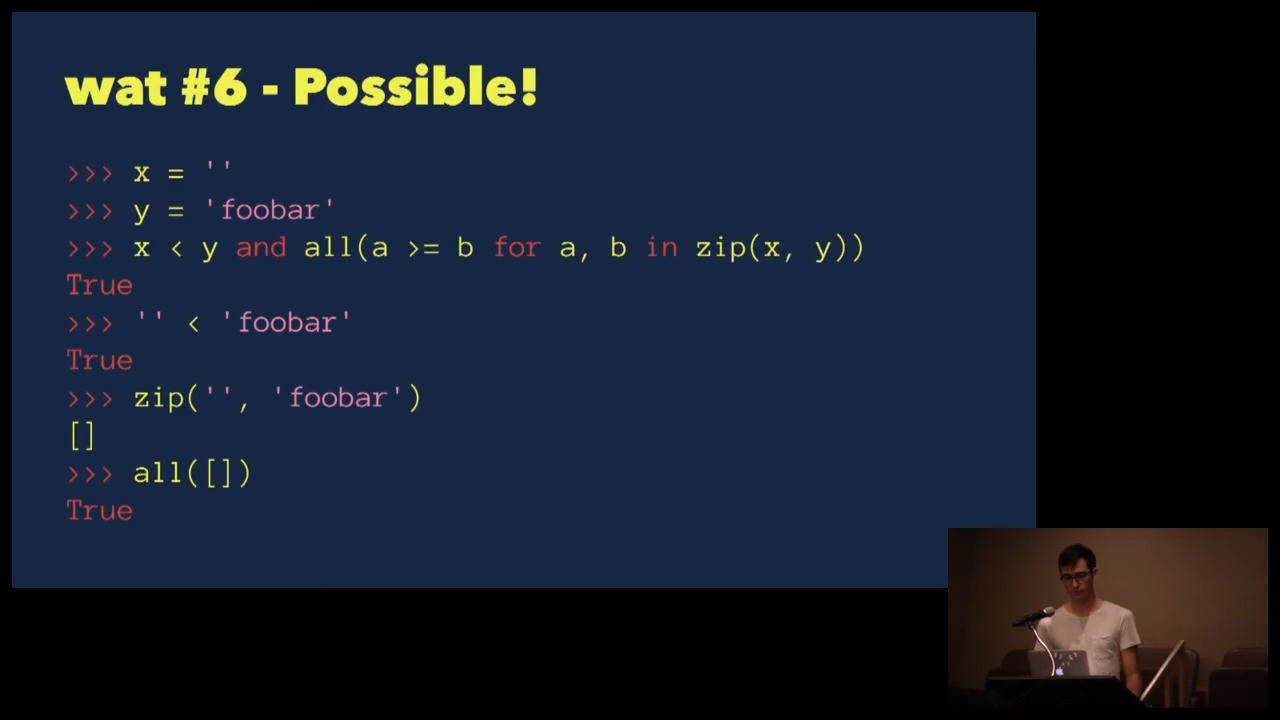 wat #6 - Possible!
>>> x = ''
>>> y = 'foobar'
>>> x < y and all(a >= b for a, b in zip(x, y))
True
>>> '' < 'foobar'
True
>>> zip('', 'foobar')
[]
>>> all([])
True